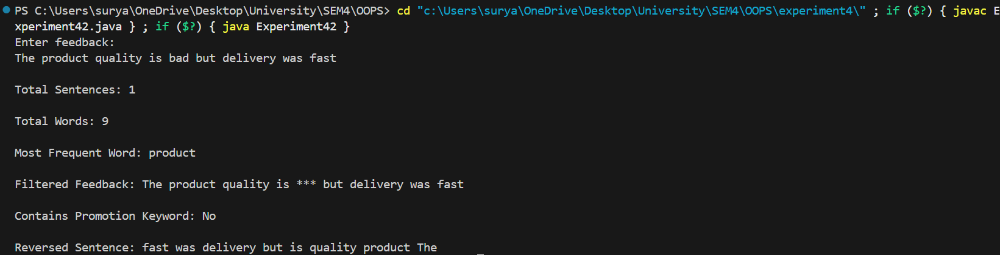 PS C:\Users\surya\OneDrive\Desktop\University\SEM4\OOPS> cd "c:\Users\surya\OneDrive\Desktop\University\SEM4\OOPS\experiment4\" ; if ($?) { javac E
xperiment42.java } ; if ($?) { java Experiment42 }
Enter feedback:
The product quality is bad but delivery was fast
Total Sentences: 1
Total Words: 9
Most Frequent Word: product
Filtered Feedback: The product quality is *** but delivery was fast
Contains Promotion Keyword: No
Reversed Sentence: fast was delivery but is quality product The